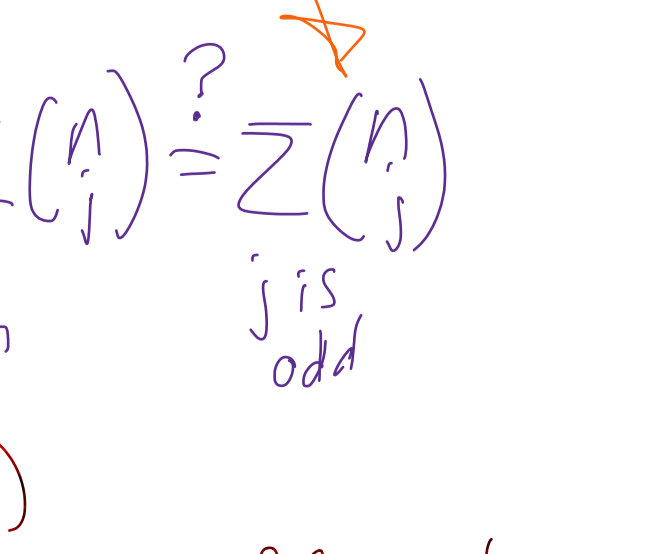 (n j) =? Σ (n j)
j is
odd